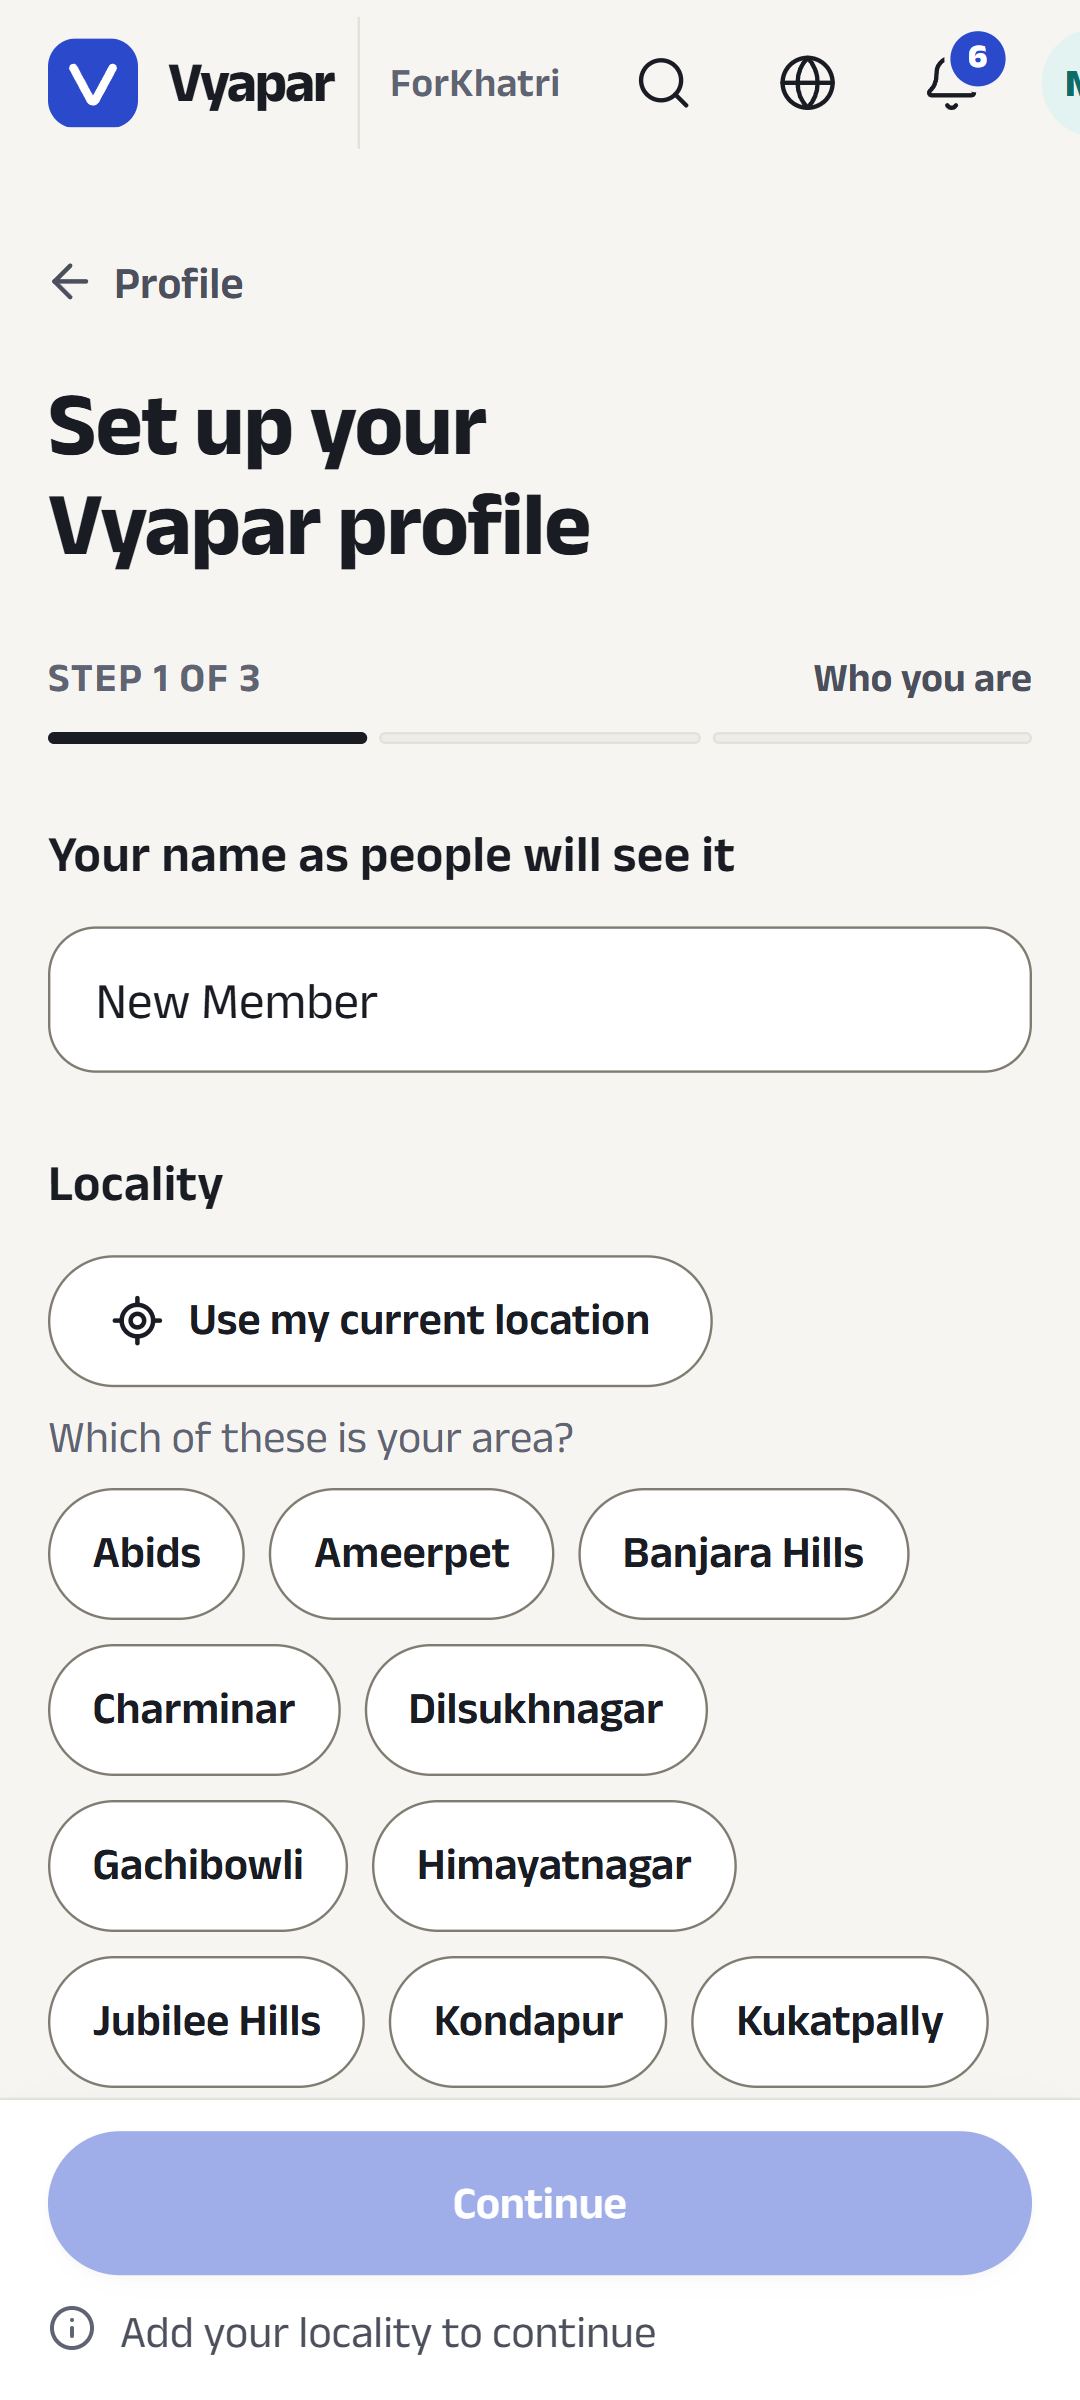 Vyapar ForKhatri 6
Profile
Set up your
Vyapar profile
STEP 1 OF 3 Who you are
Your name as people will see it
New Member
Locality
Use my current location
Which of these is your area?
Abids Ameerpet Banjara Hills
Charminar Dilsukhnagar
Gachibowli Himayatnagar
Jubilee Hills Kondapur Kukatpally
Continue
Add your locality to continue